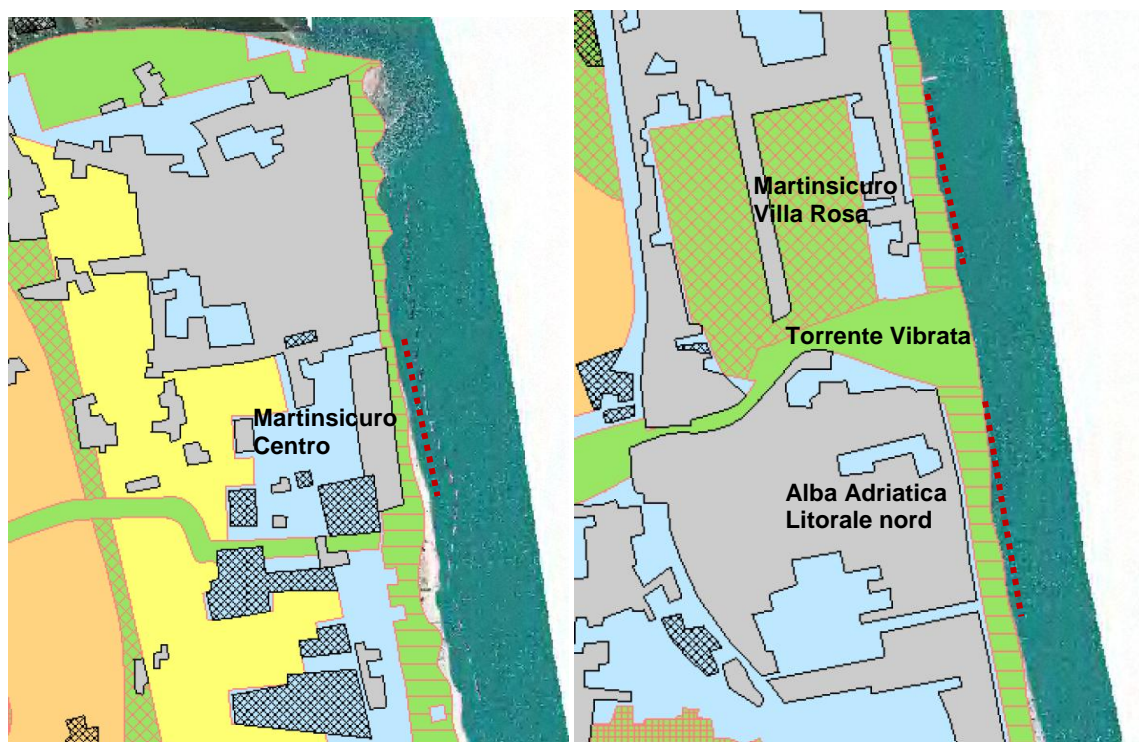 Martinsicuro
Centro
Martinsicuro
Villa Rosa
Torrente Vibrata
Alba Adriatica
Litorale nord